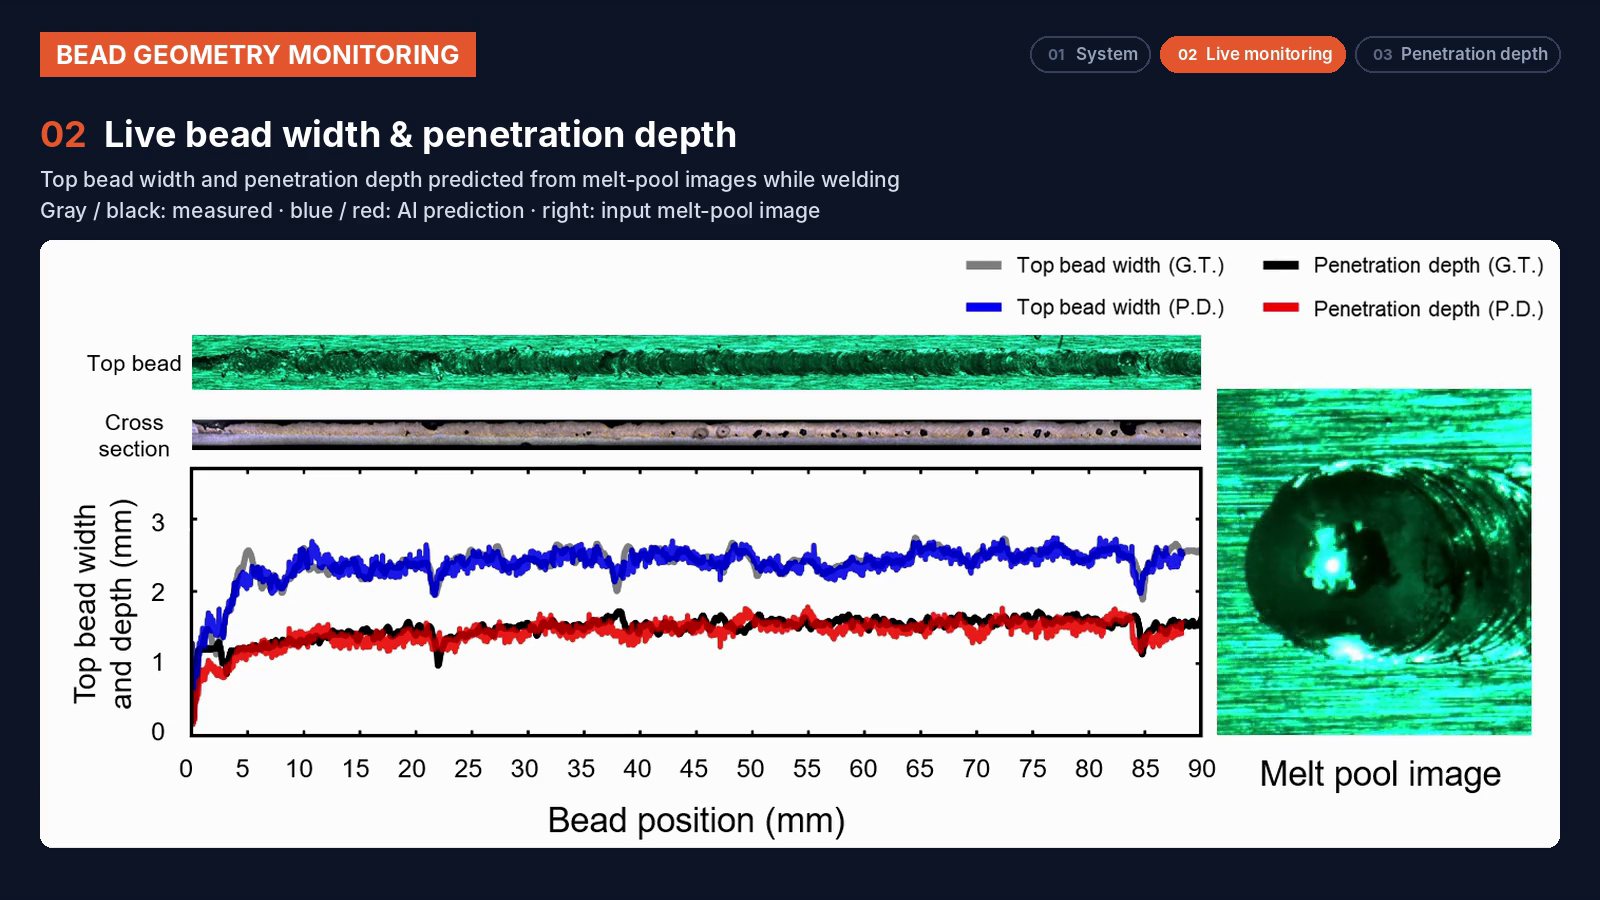 BEAD GEOMETRY MONITORING
01 System
02 Live monitoring
03 Penetration depth
02 Live bead width & penetration depth
Top bead width and penetration depth predicted from melt-pool images while welding
Gray / black: measured · blue / red: AI prediction · right: input melt-pool image
Top bead width (G.T.)
Penetration depth (G.T.)
Top bead width (P.D.)
Penetration depth (P.D.)
Top bead
Cross
section
Top bead width
and depth (mm)
3
2
1
0
0 5 10 15 20 25 30 35 40 45 50 55 60 65 70 75 80 85 90
Bead position (mm)
Melt pool image